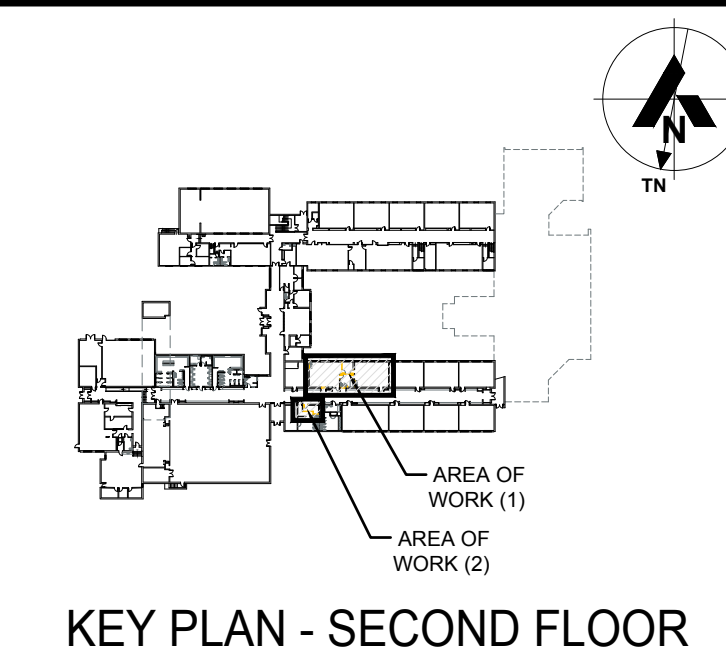 N
TN
AREA OF
WORK (1)
AREA OF
WORK (2)
KEY PLAN - SECOND FLOOR